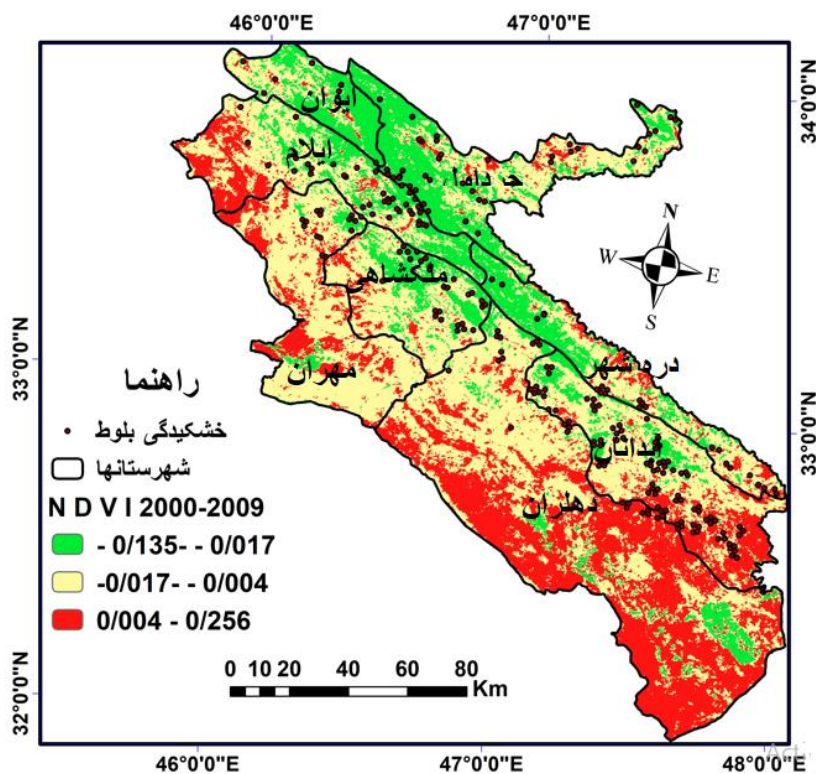 46°0'0"E 47°0'0"E
34°0'0"N
ایوان
ایلام
N
W E
S
ملکشاهی
33°0'0"N
مهران
دره شهر
راهنما
خشکیدگی بلوط
شهرستانها
33°0'0"N
آبدانان
دهلران
N D V I 2000-2009
- 0/135- - 0/017
-0/017- - 0/004
0/004 - 0/256
0 10 20 40 60 80
Km
32°0'0"N
46°0'0"E 47°0'0"E 48°0'0"E